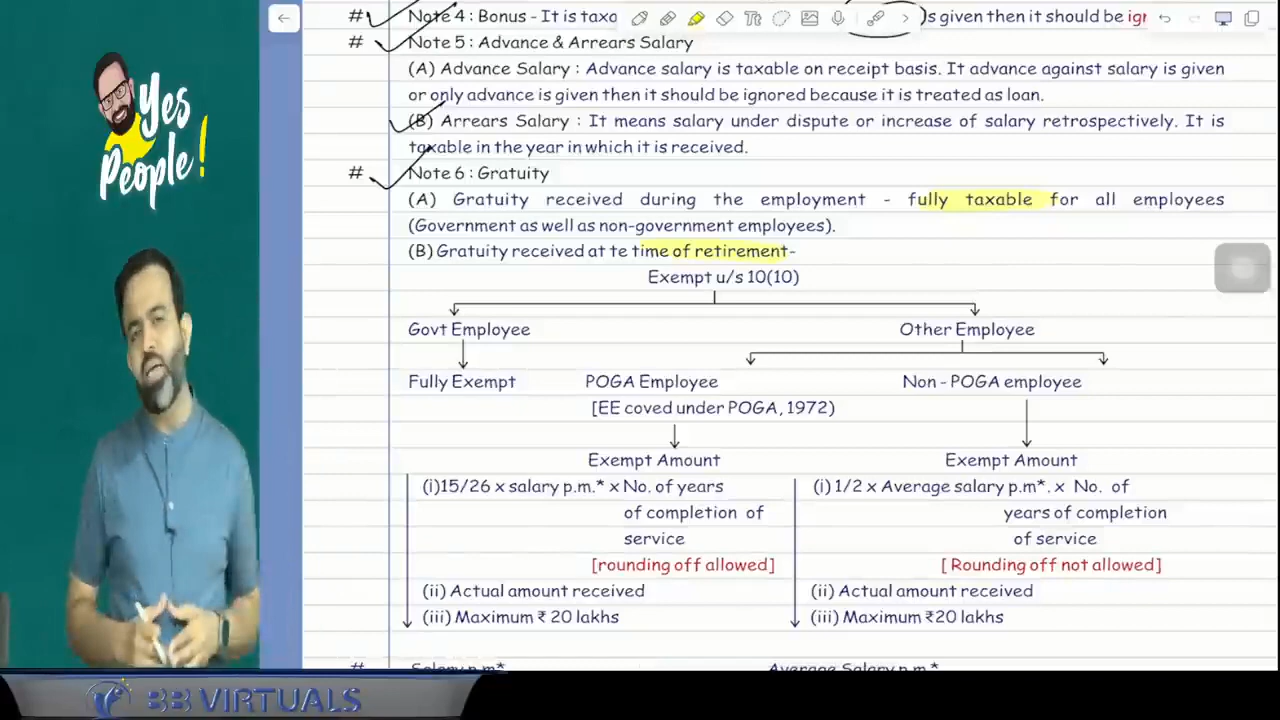 # Note 4 : Bonus - It is taxa s given then it should be igr
# Note 5 : Advance & Arrears Salary
(A) Advance Salary : Advance salary is taxable on receipt basis. It advance against salary is given
or only advance is given then it should be ignored because it is treated as loan.
(B) Arrears Salary : It means salary under dispute or increase of salary retrospectively. It is
taxable in the year in which it is received.
# Note 6 : Gratuity
(A) Gratuity received during the employment - fully taxable for all employees
(Government as well as non-government employees).
(B) Gratuity received at te time of retirement-
Exempt u/s 10(10)
Govt Employee Other Employee
Fully Exempt POGA Employee Non - POGA employee
[EE coved under POGA, 1972)
Exempt Amount Exempt Amount
(i)15/26 x salary p.m.* x No. of years (i) 1/2 x Average salary p.m*. x No. of
of completion of years of completion
service of service
[rounding off allowed] [ Rounding off not allowed]
(ii) Actual amount received (ii) Actual amount received
(iii) Maximum ₹ 20 lakhs (iii) Maximum ₹20 lakhs
# Salary p.m* Average Salary p.m*
Yes
People!
BB VIRTUALS